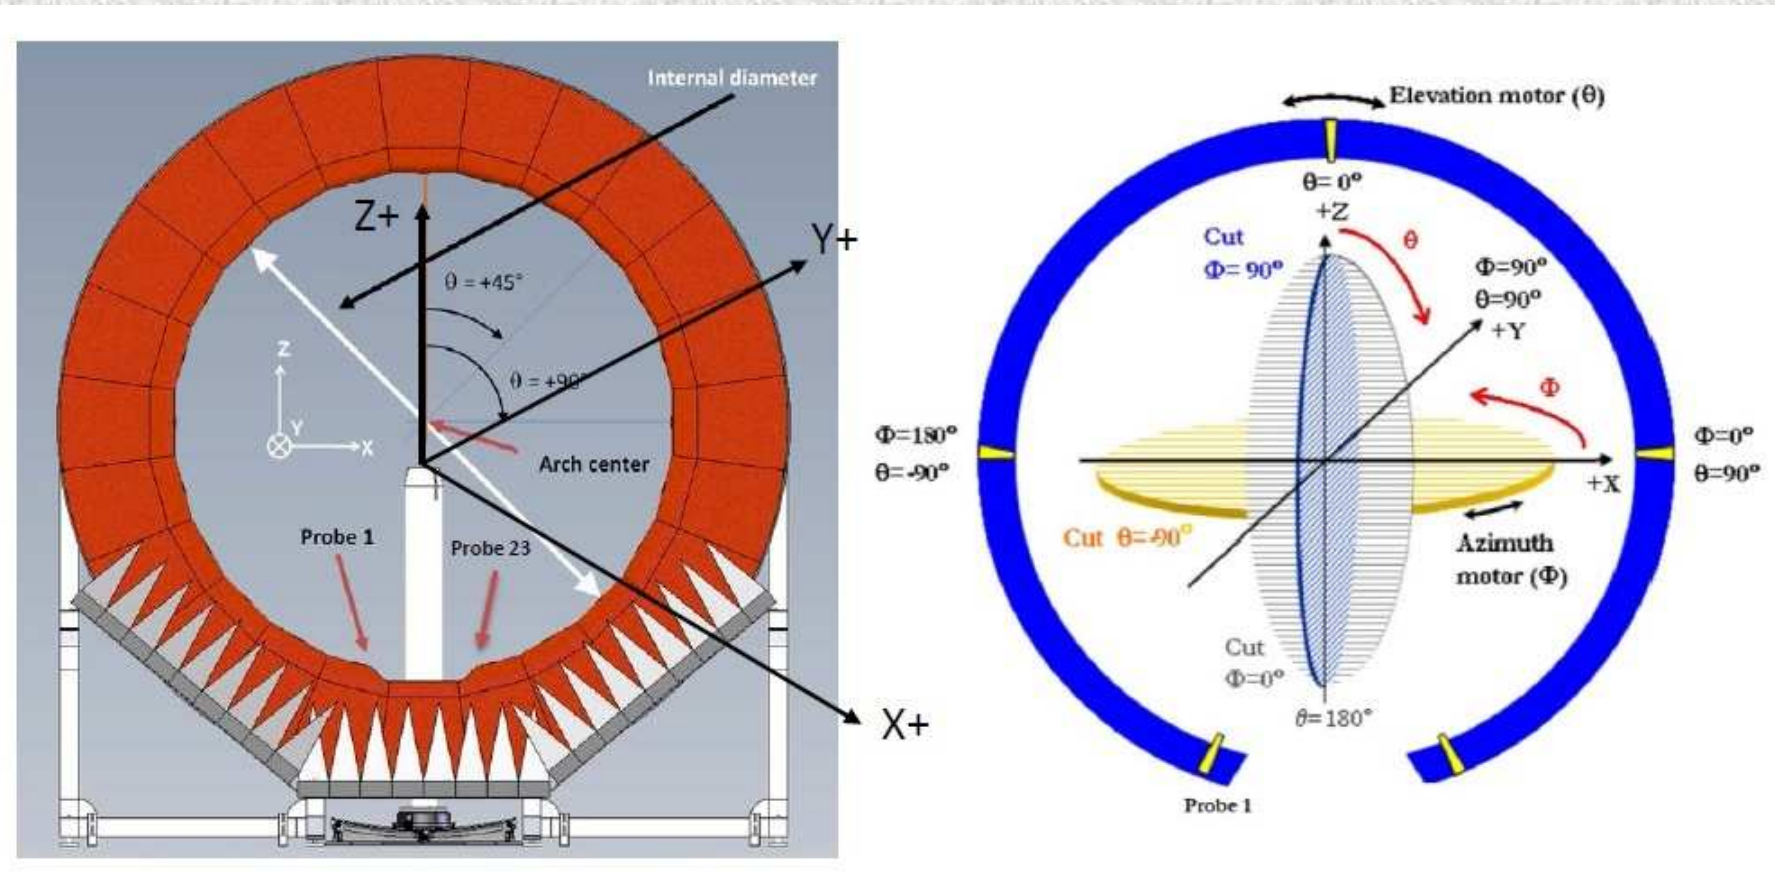 Internal diameter
Z+
Y+
θ = +45°
θ = +90°
Z
Y
X
Arch center
Probe 1
Probe 23
X+
Elevation motor (θ)
θ= 0°
+Z
Cut
Φ= 90°
θ
Φ=90°
θ=90°
+Y
Φ
Φ=180°
θ=-90°
Φ=0°
θ=90°
+X
Cut θ=-90°
Azimuth
motor (Φ)
Cut
Φ=0°
θ=180°
Probe 1